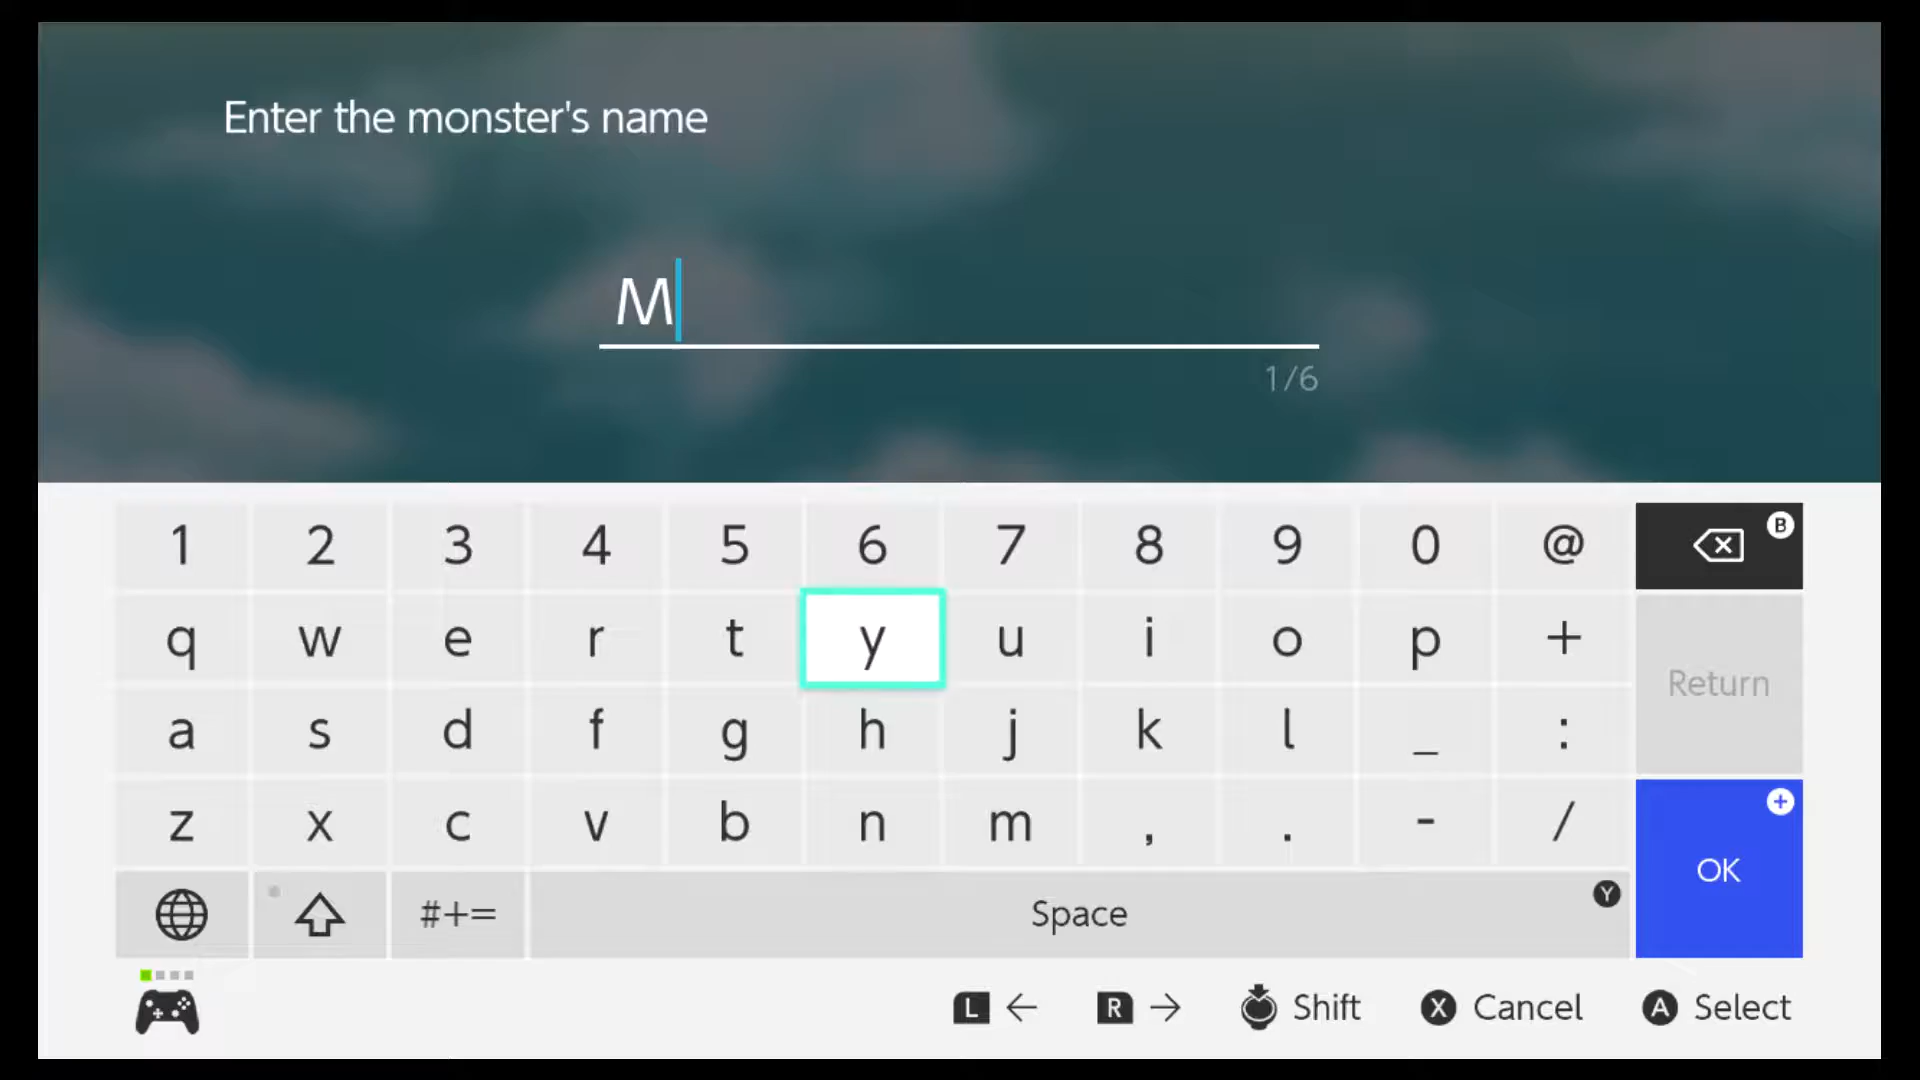 Enter the monster's name
M
1/6
1 2 3 4 5 6 7 8 9 0 @ B
q w e r t y u i o p +
Return
a s d f g h j k l _ :
z x c v b n m , . - /
+
OK
#+= Space Y
L ← R → Shift X Cancel A Select